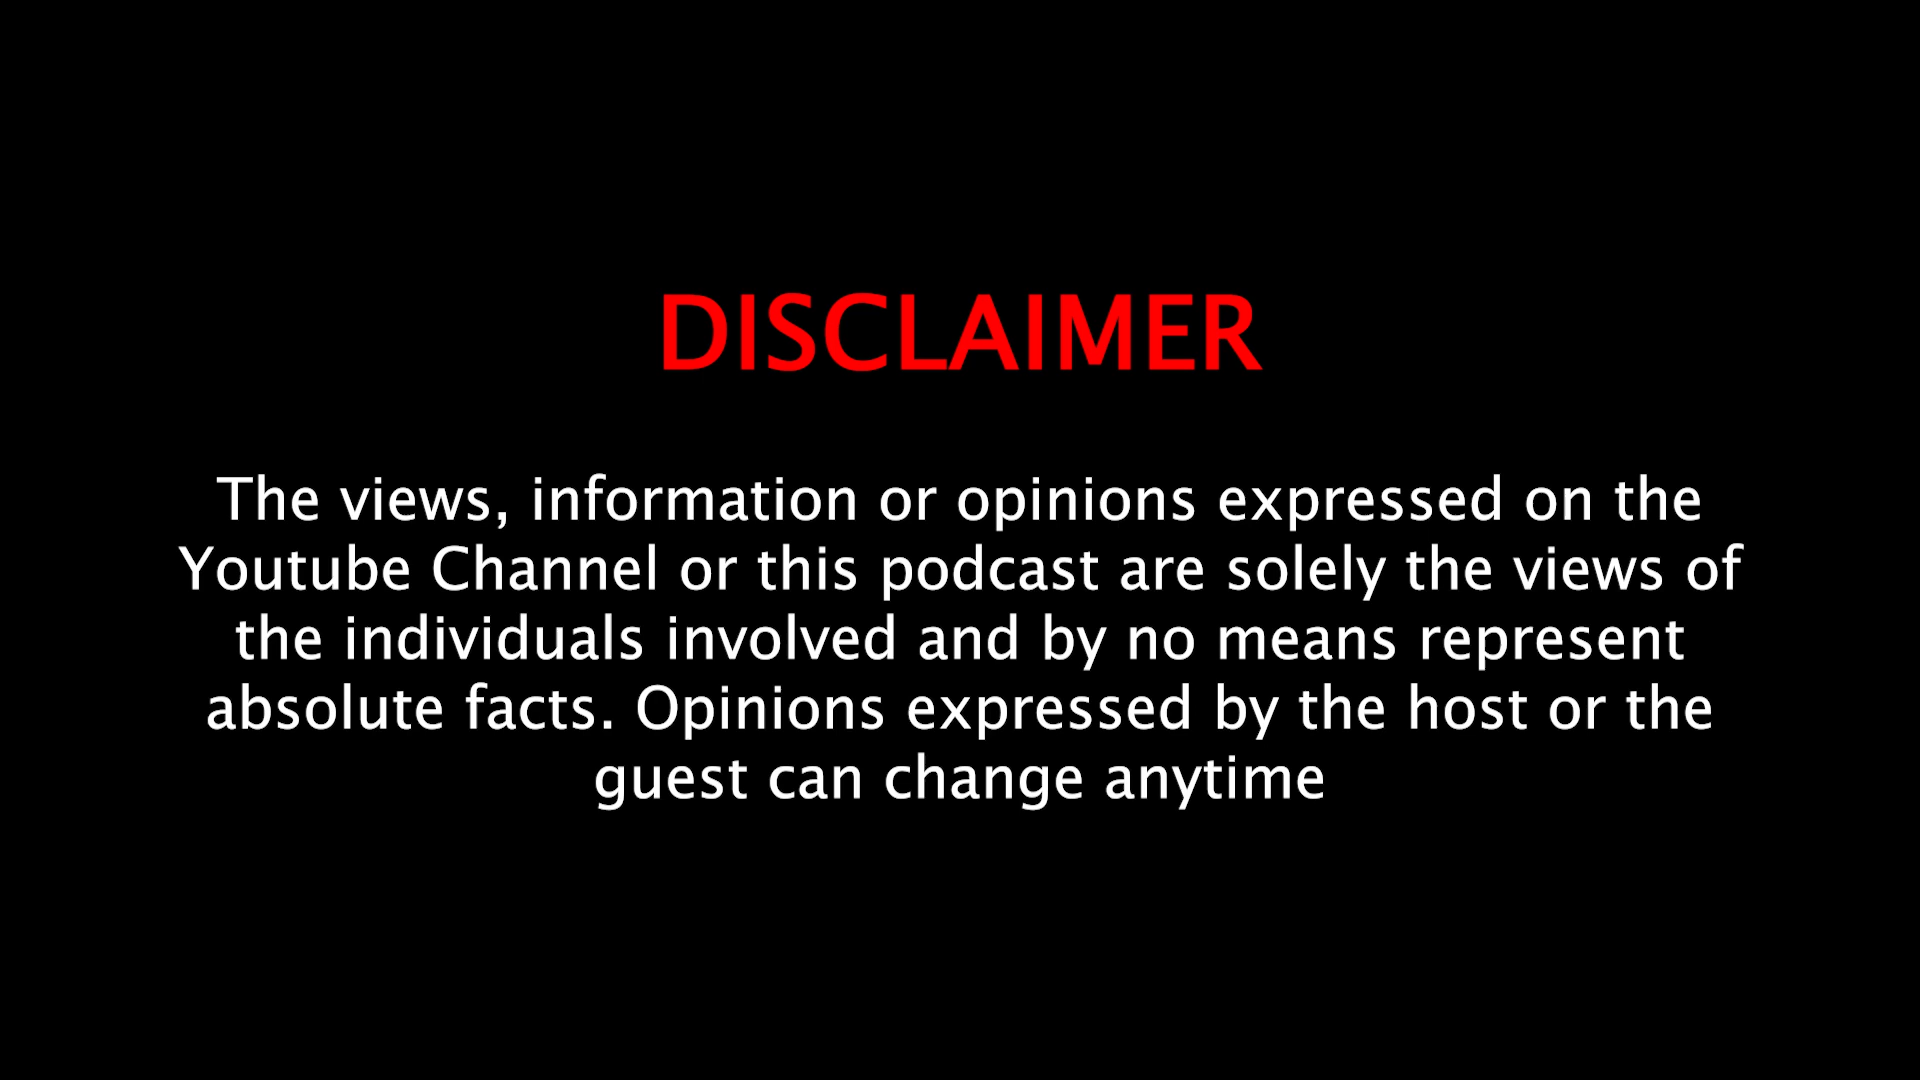 DISCLAIMER
The views, information or opinions expressed on the
Youtube Channel or this podcast are solely the views of
the individuals involved and by no means represent
absolute facts. Opinions expressed by the host or the
guest can change anytime